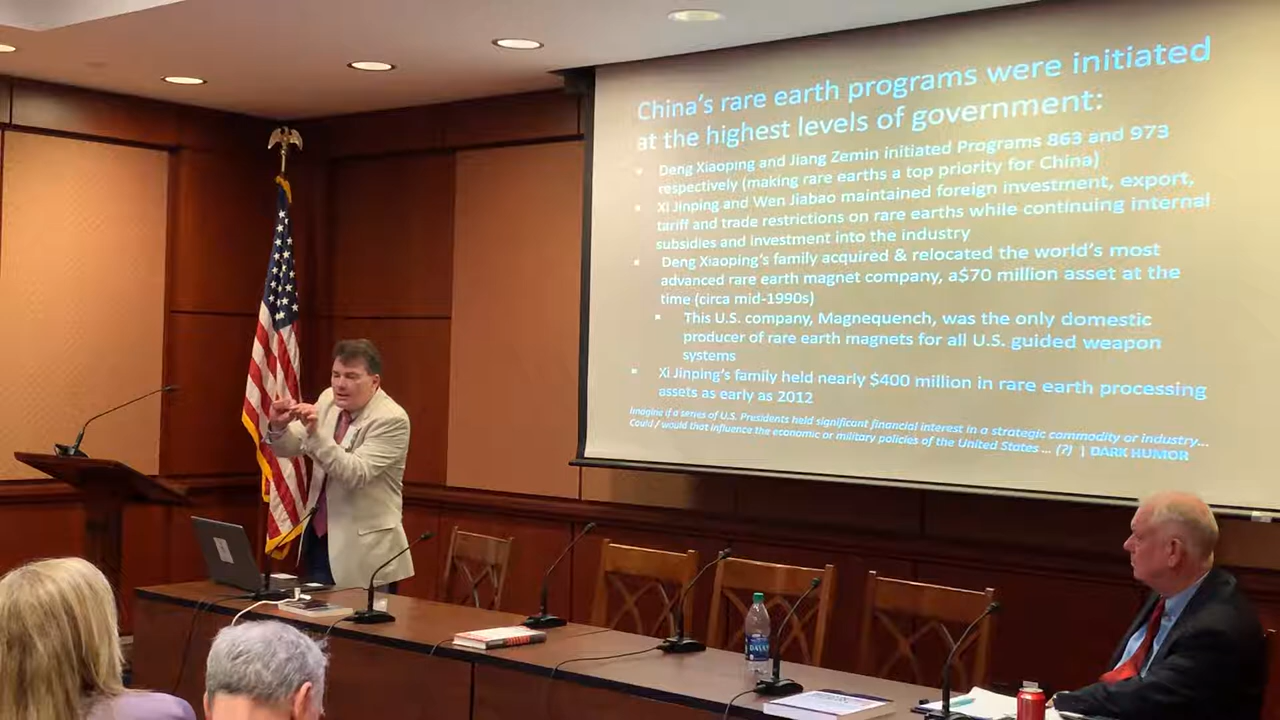 China's rare earth programs were initiated
at the highest levels of government:
Deng Xiaoping and Jiang Zemin initiated Programs 863 and 973
respectively (making rare earths a top priority for China)
Xi Jinping and Wen Jiabao maintained foreign investment, export,
tariff and trade restrictions on rare earths while continuing internal
subsidies and investment into the industry
Deng Xiaoping's family acquired & relocated the world's most
advanced rare earth magnet company, a$70 million asset at the
time (circa mid-1990s)
This U.S. company, Magnequench, was the only domestic
producer of rare earth magnets for all U.S. guided weapon
systems
Xi Jinping's family held nearly $400 million in rare earth processing
assets as early as 2012
Imagine if a series of U.S. Presidents held significant financial interest in a strategic commodity or industry...
Could / would that influence the economic or military policies of the United States ... (?) | DARK HUMOR